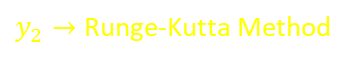 y₂ → Runge-Kutta Method